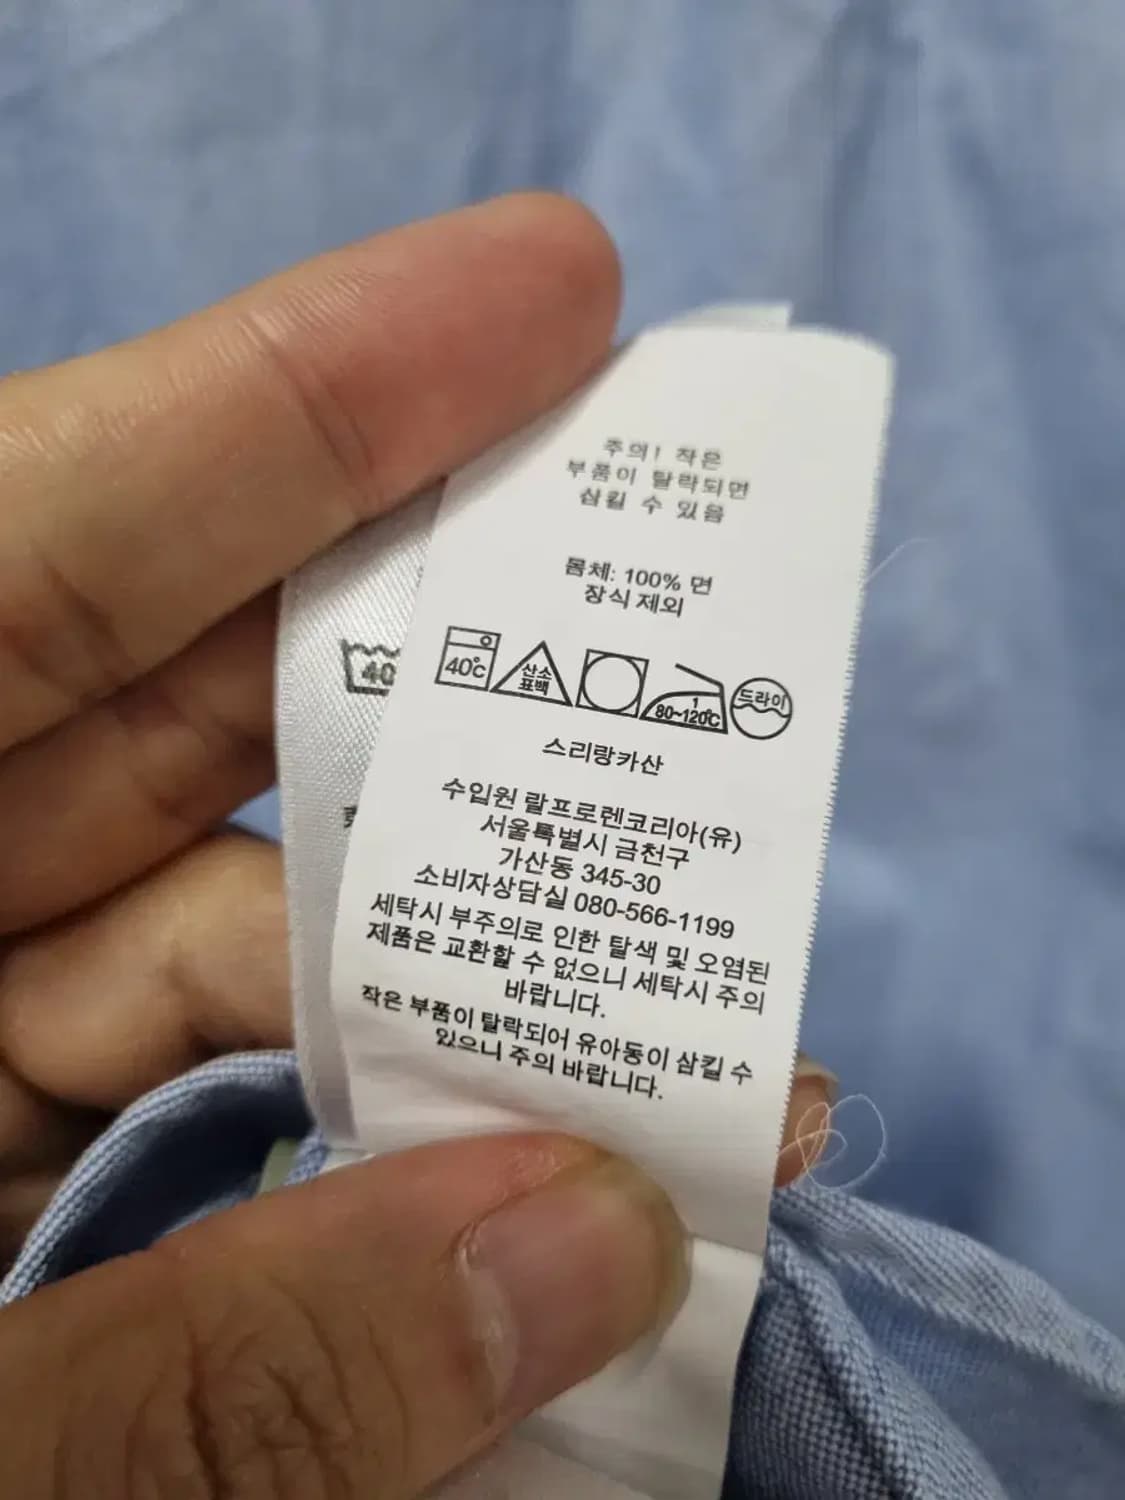 주의! 작은
부품이 탈락되면
삼킬 수 있음
몸체: 100% 면
장식 제외
40
40℃
산소
표백
1
80~120℃
드라이
스리랑카산
수입원 랄프로렌코리아(유)
서울특별시 금천구
가산동 345-30
소비자상담실 080-566-1199
세탁시 부주의로 인한 탈색 및 오염된
제품은 교환할 수 없으니 세탁시 주의
바랍니다.
작은 부품이 탈락되어 유아동이 삼킬 수
있으니 주의 바랍니다.